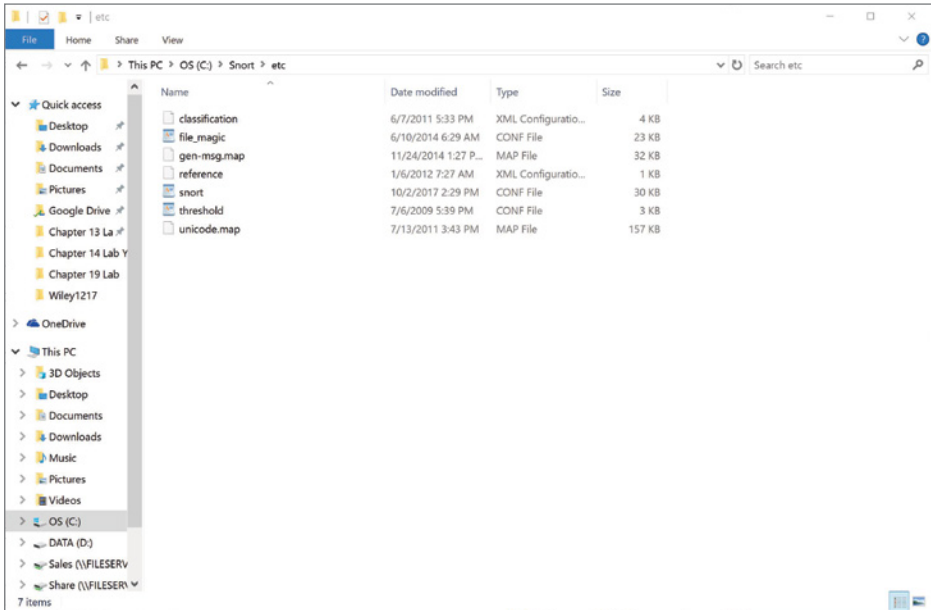 etc
File Home Share View
This PC > OS (C:) > Snort > etc
Search etc
Quick access
Desktop
Downloads
Documents
Pictures
Google Drive
Chapter 13 La
Chapter 14 Lab Y
Chapter 19 Lab
Wiley1217
OneDrive
This PC
3D Objects
Desktop
Documents
Downloads
Music
Pictures
Videos
OS (C:)
DATA (D:)
Sales (\\FILESERV
Share (\\FILESERV
Name Date modified Type Size
classification 6/7/2011 5:33 PM XML Configuratio... 4 KB
file_magic 6/10/2014 6:29 AM CONF File 23 KB
gen-msg.map 11/24/2014 1:27 P... MAP File 32 KB
reference 1/6/2012 7:27 AM XML Configuratio... 1 KB
snort 10/2/2017 2:29 PM CONF File 30 KB
threshold 7/6/2009 5:39 PM CONF File 3 KB
unicode.map 7/13/2011 3:43 PM MAP File 157 KB
7 items